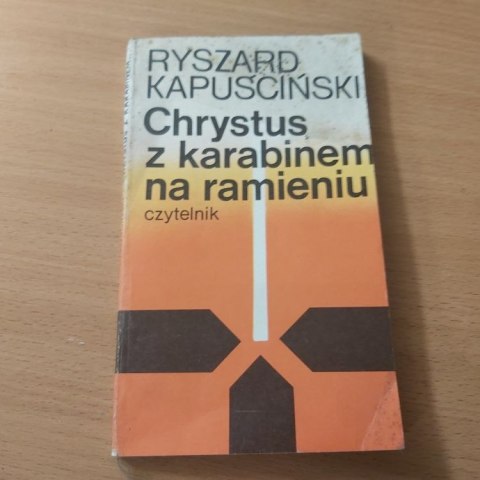 RYSZARD
KAPUŚCIŃSKI
Chrystus
z karabinem
na ramieniu
czytelnik